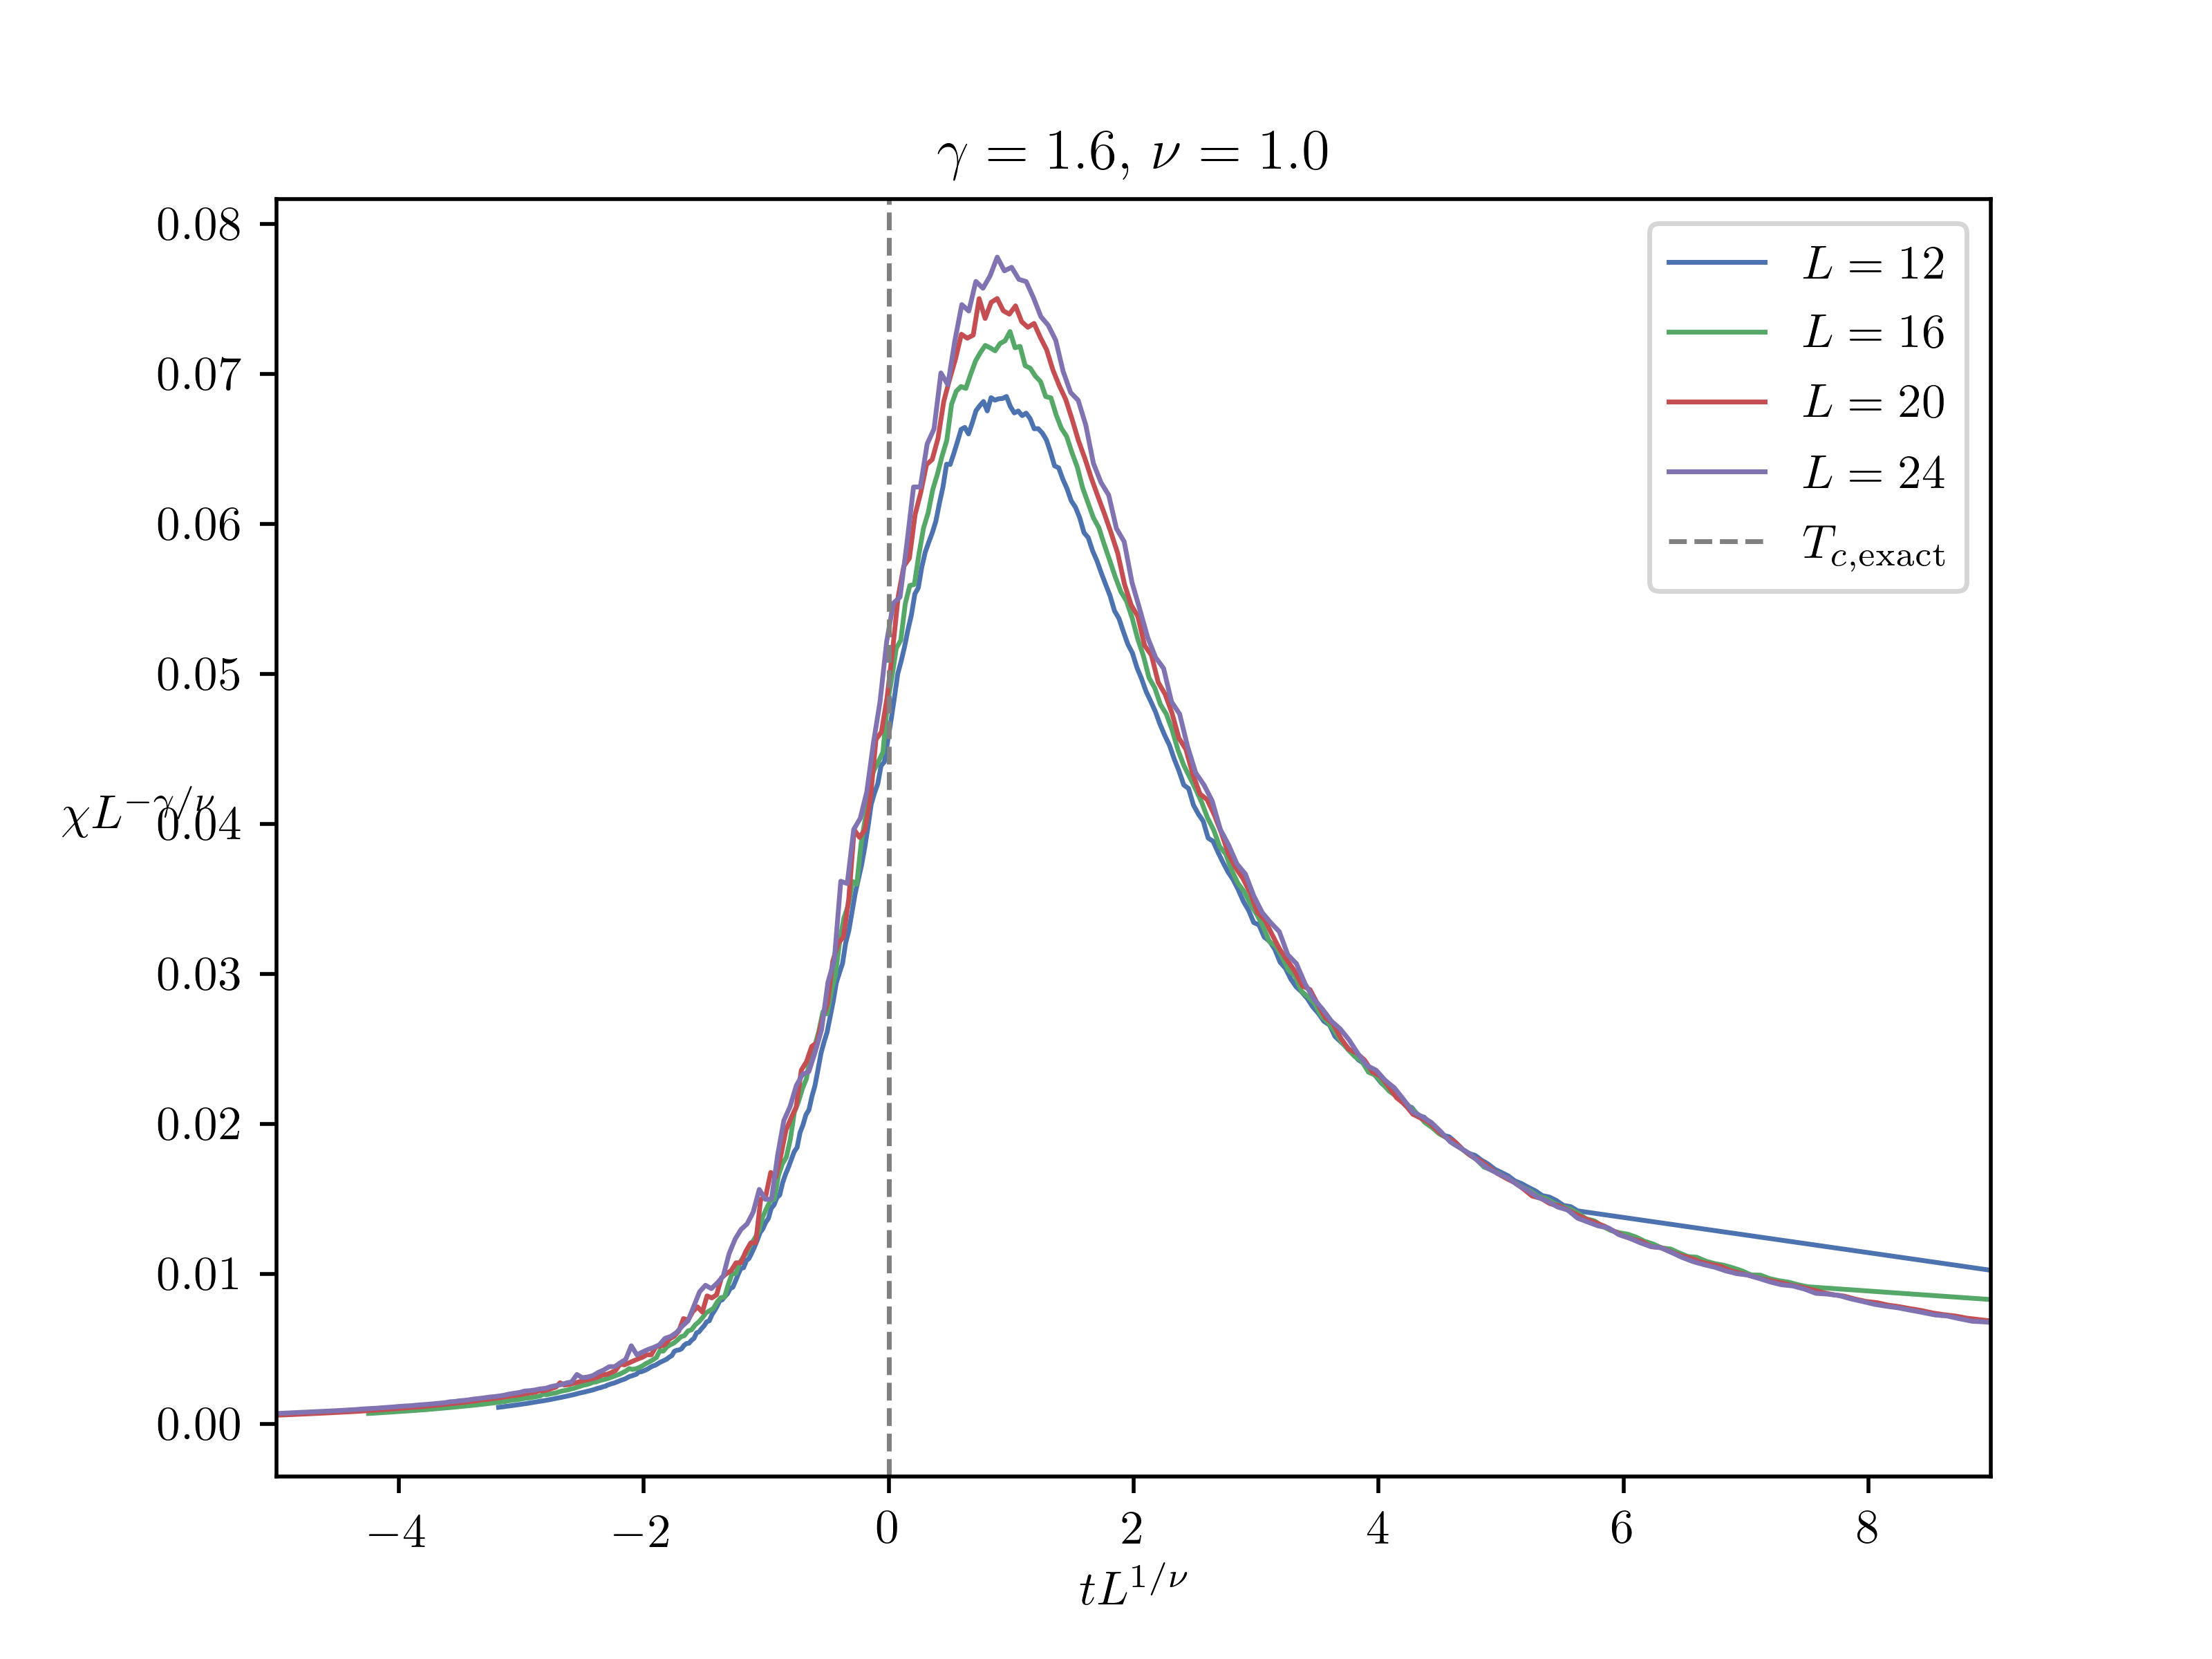 γ = 1.6, ν = 1.0
0.08
0.07
0.06
0.05
0.04
0.03
0.02
0.01
0.00
χL^{−γ/ν}
L = 12
L = 16
L = 20
L = 24
T_{c,exact}
−4 −2 0 2 4 6 8
tL^{1/ν}